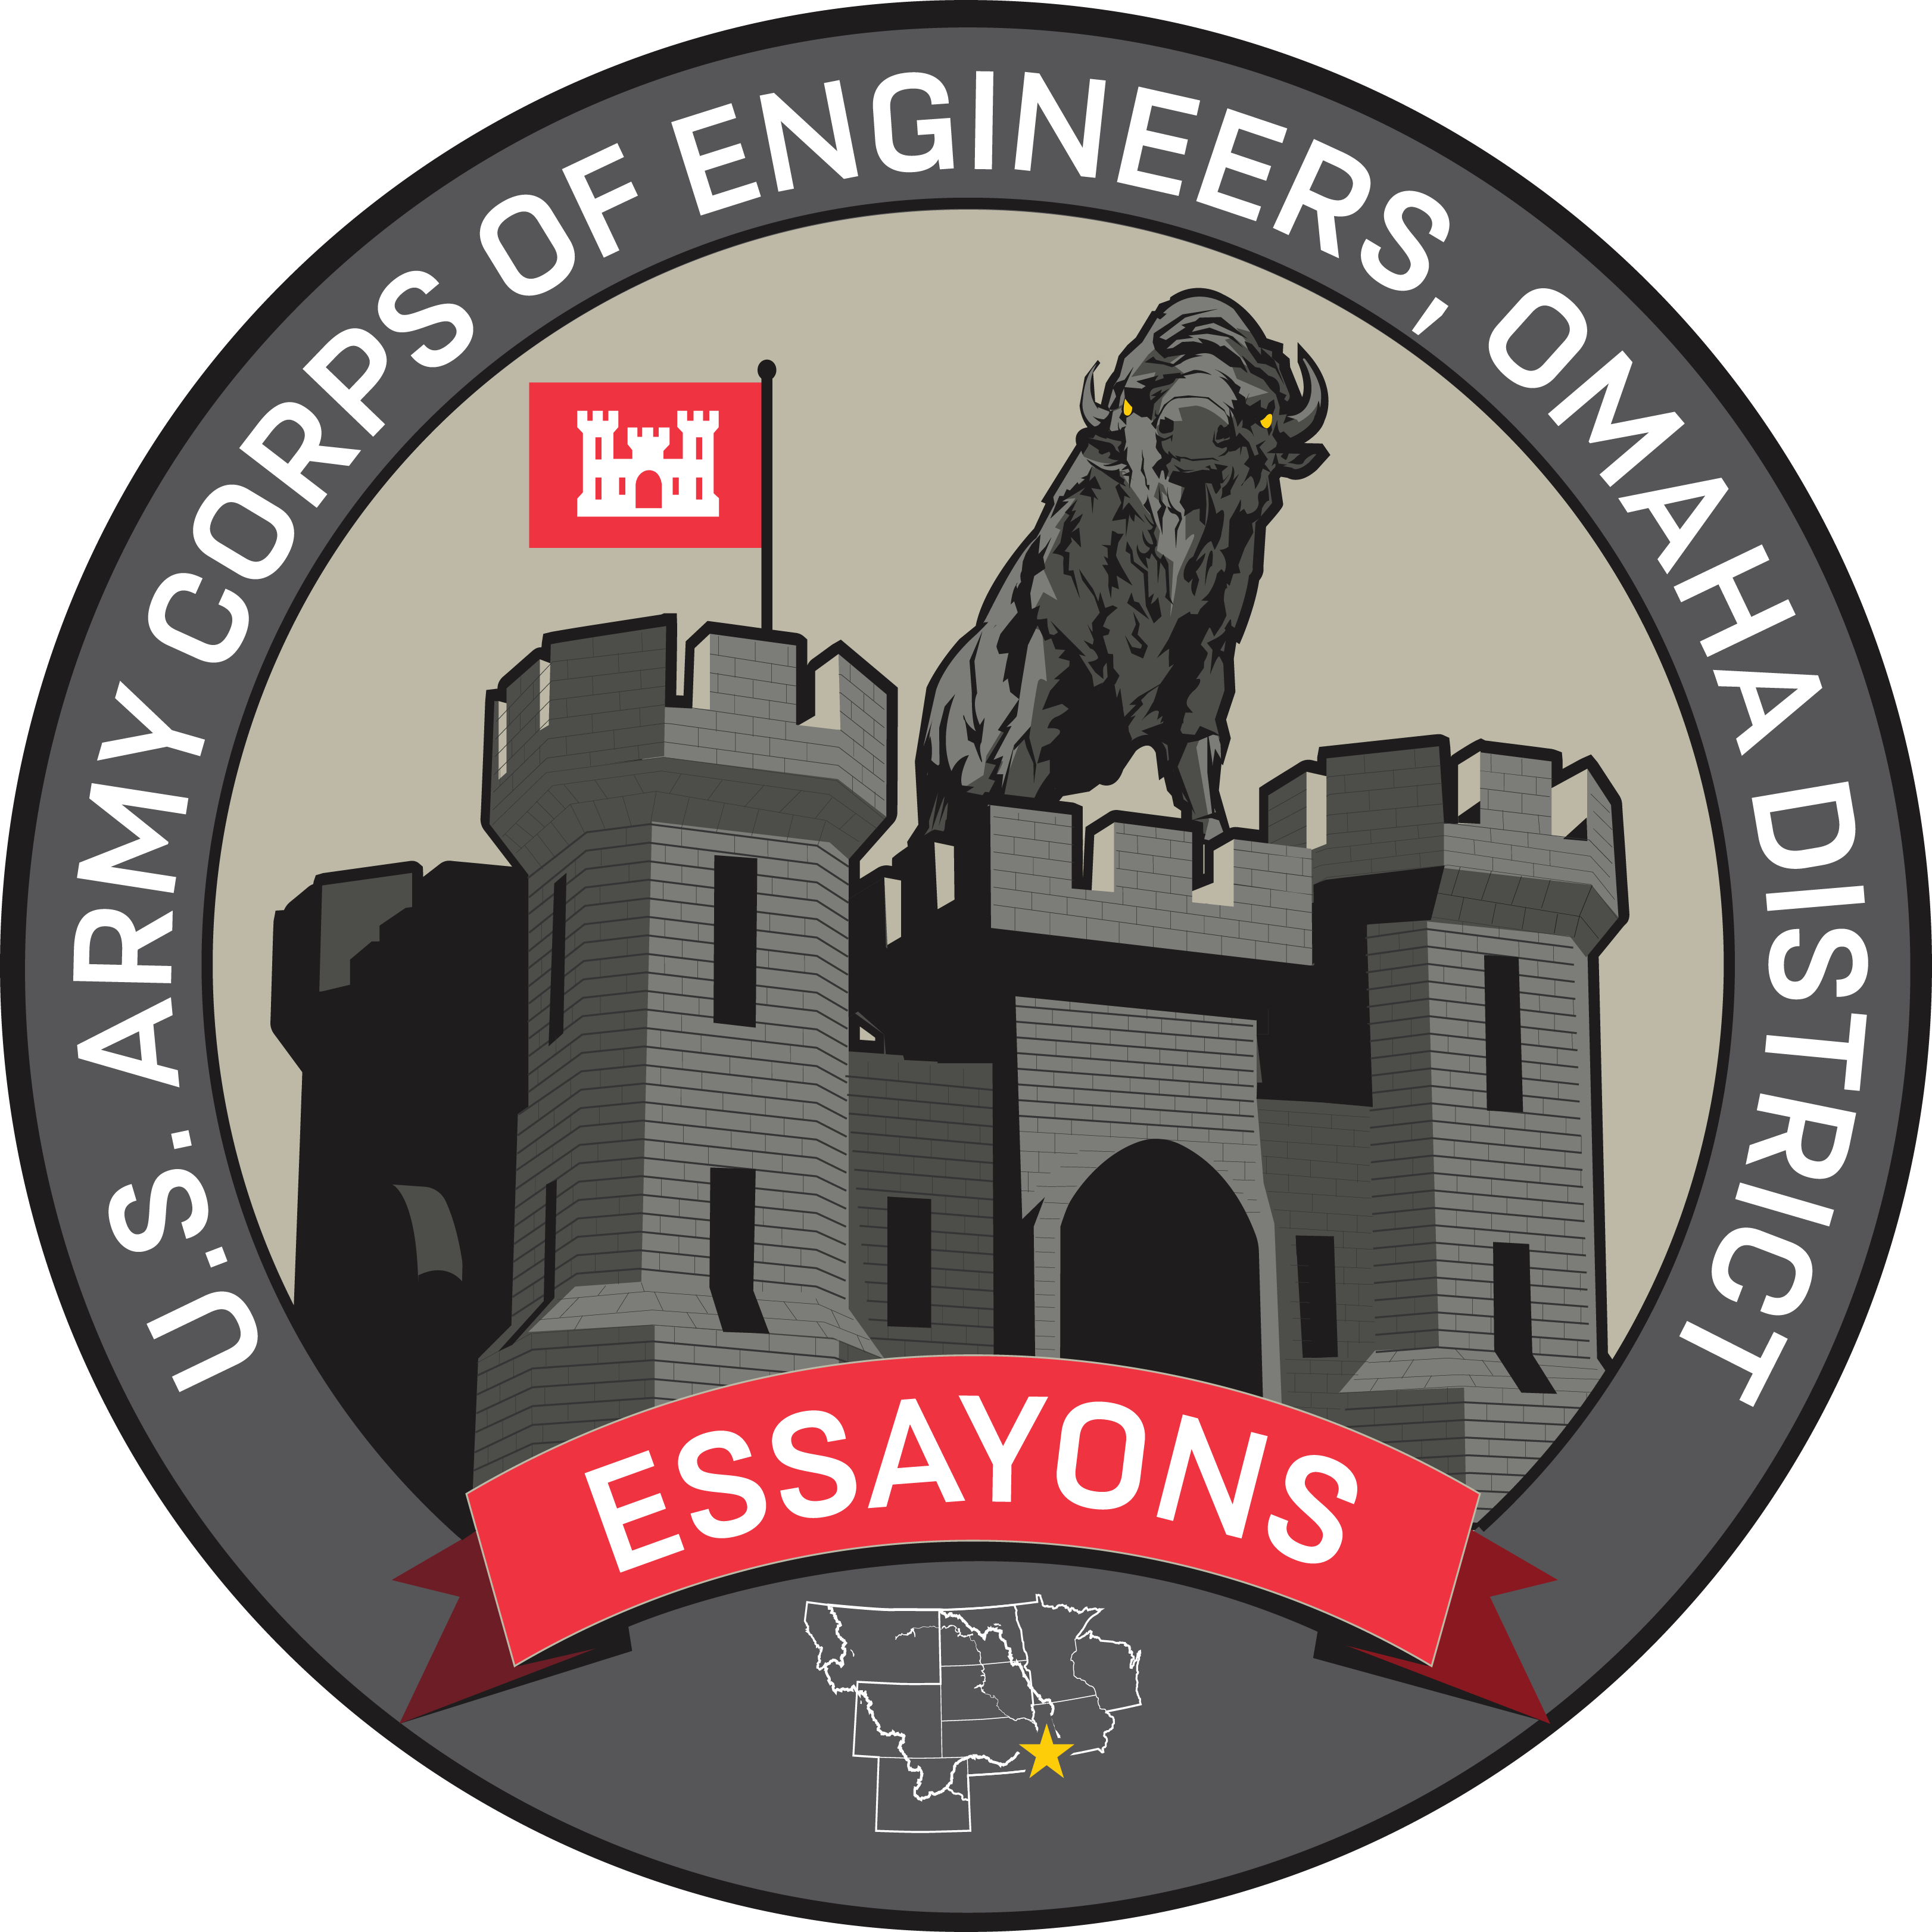 U.S. ARMY CORPS OF ENGINEERS, OMAHA DISTRICT
ESSAYONS